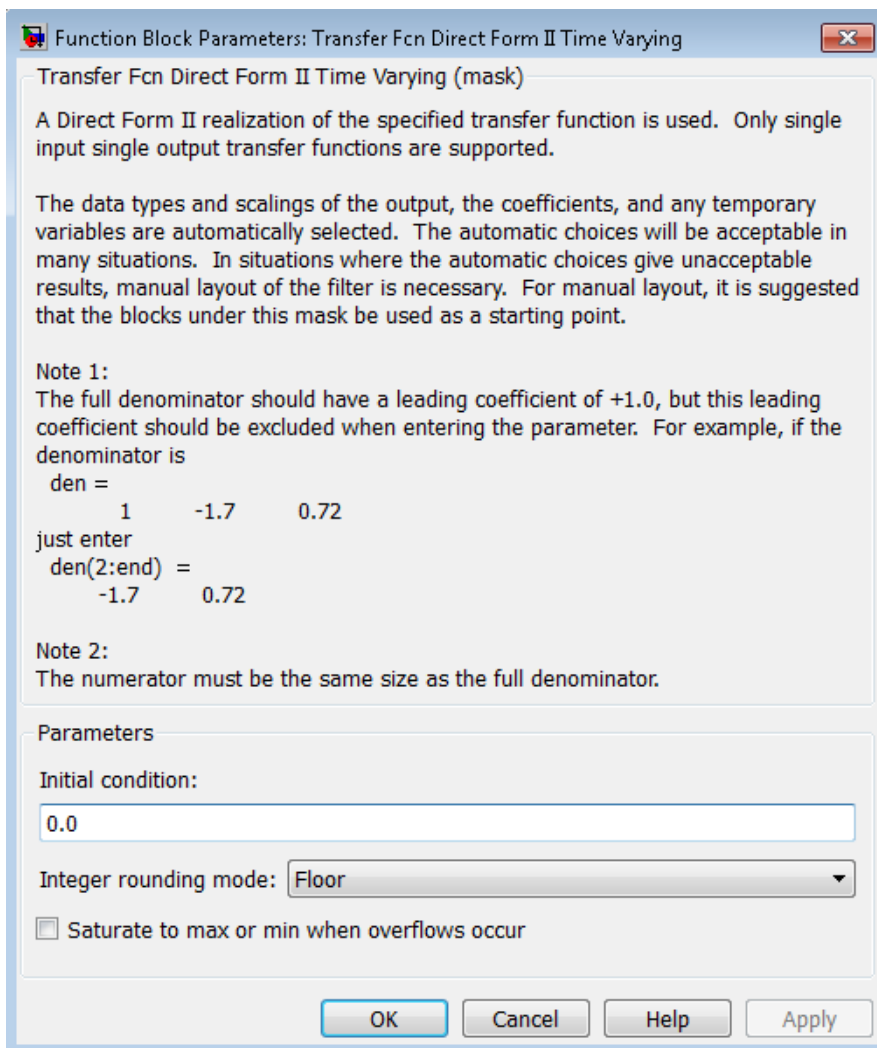 Function Block Parameters: Transfer Fcn Direct Form II Time Varying
Transfer Fcn Direct Form II Time Varying (mask)
A Direct Form II realization of the specified transfer function is used.  Only single
input single output transfer functions are supported.
The data types and scalings of the output, the coefficients, and any temporary
variables are automatically selected.  The automatic choices will be acceptable in
many situations.  In situations where the automatic choices give unacceptable
results, manual layout of the filter is necessary.  For manual layout, it is suggested
that the blocks under this mask be used as a starting point.
Note 1:
The full denominator should have a leading coefficient of +1.0, but this leading
coefficient should be excluded when entering the parameter.  For example, if the
denominator is
den =
1 -1.7 0.72
just enter
den(2:end)  =
-1.7 0.72
Note 2:
The numerator must be the same size as the full denominator.
Parameters
Initial condition:
0.0
Integer rounding mode: Floor
Saturate to max or min when overflows occur
OK Cancel Help Apply